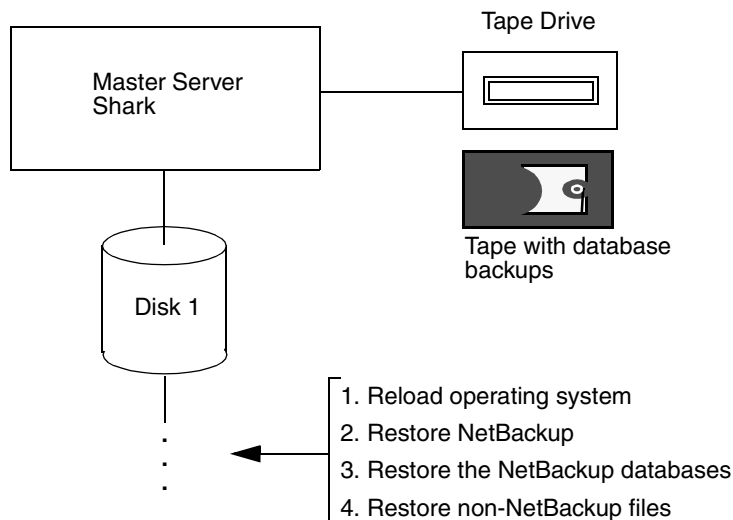 Tape Drive
Master Server
Shark
Tape with database
backups
Disk 1
1. Reload operating system
2. Restore NetBackup
3. Restore the NetBackup databases
4. Restore non-NetBackup files